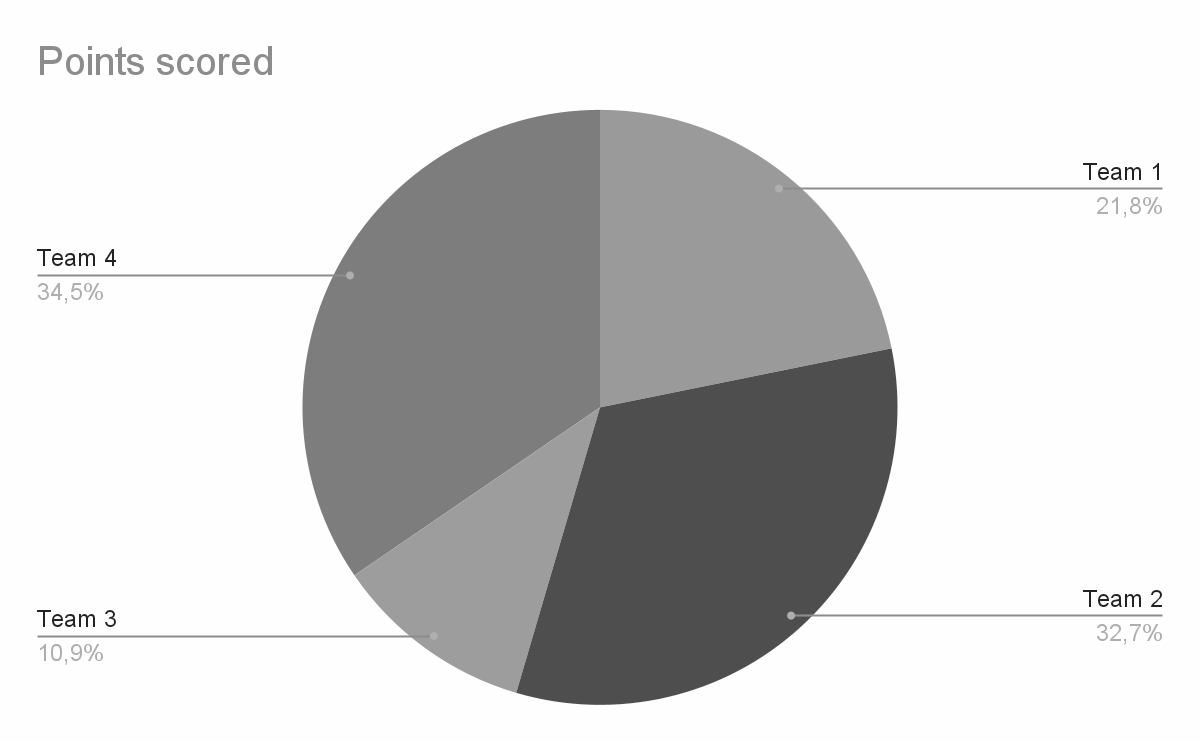 Points scored
Team 1
21,8%
Team 4
34,5%
Team 2
32,7%
Team 3
10,9%